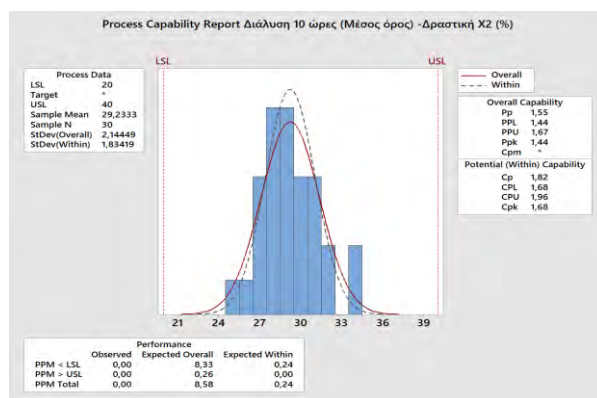 Process Capability Report Διάλυση 10 ώρες (Μέσος όρος) -Δραστική X2 (%)
LSL USL
Process Data
LSL 20
Target *
USL 40
Sample Mean 29,2333
Sample N 30
StDev(Overall) 2,14449
StDev(Within) 1,83419
Overall
Within
Overall Capability
Pp 1,55
PPL 1,44
PPU 1,67
Ppk 1,44
Cpm *
Potential (Within) Capability
Cp 1,82
CPL 1,68
CPU 1,96
Cpk 1,68
21 24 27 30 33 36 39
Performance
Observed Expected Overall Expected Within
PPM < LSL 0,00 8,33 0,24
PPM > USL 0,00 0,26 0,00
PPM Total 0,00 8,58 0,24